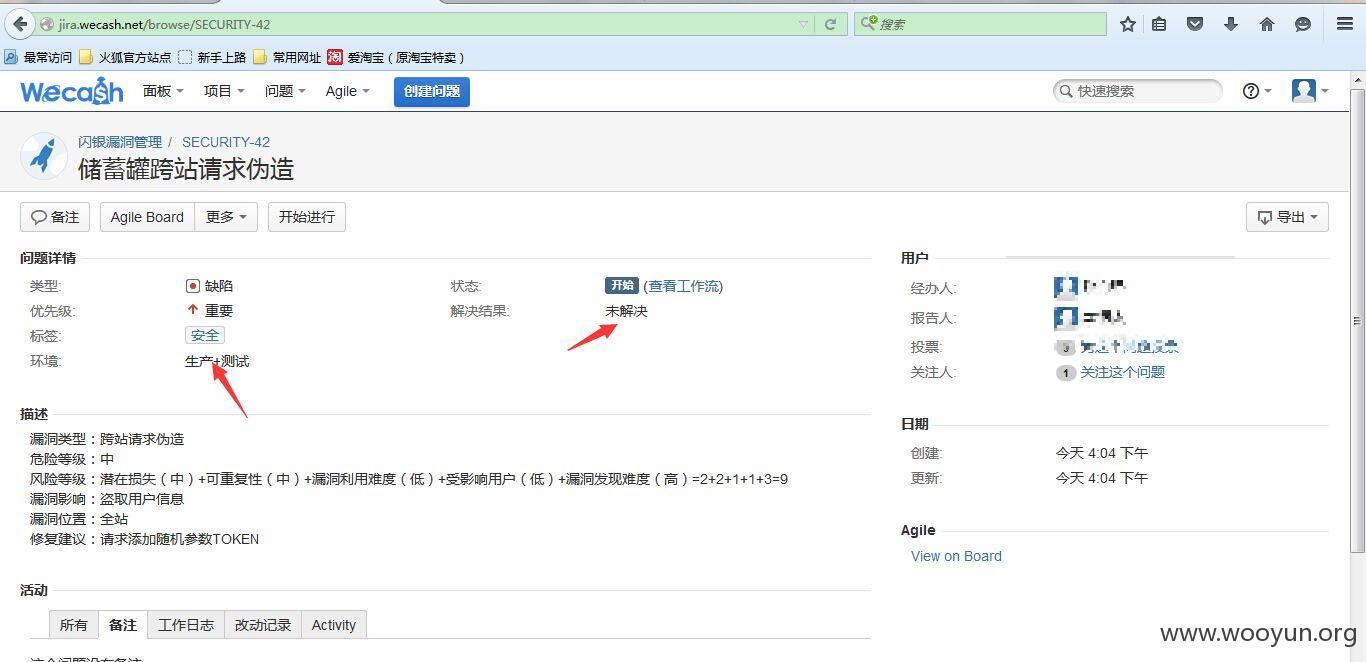 jira.wecash.net/browse/SECURITY-42
搜索
最常访问 火狐官方站点 新手上路 常用网址 淘 爱淘宝（原淘宝特卖）
Wecash 面板 项目 问题 Agile 创建问题 快速搜索
闪银漏洞管理 / SECURITY-42
储蓄罐跨站请求伪造
备注 Agile Board 更多 开始进行 导出
问题详情
类型: 缺陷 状态: 开始 (查看工作流)
优先级: 重要 解决结果: 未解决
标签: 安全
环境: 生产+测试
描述
漏洞类型：跨站请求伪造
危险等级：中
风险等级：潜在损失（中）+可重复性（中）+漏洞利用难度（低）+受影响用户（低）+漏洞发现难度（高）=2+2+1+1+3=9
漏洞影响：盗取用户信息
漏洞位置：全站
修复建议：请求添加随机参数TOKEN
活动
所有 备注 工作日志 改动记录 Activity
这个问题没有备注
用户
经办人:
报告人:
投票:
关注人: 1 关注这个问题
日期
创建: 今天 4:04 下午
更新: 今天 4:04 下午
Agile
View on Board
www.wooyun.org